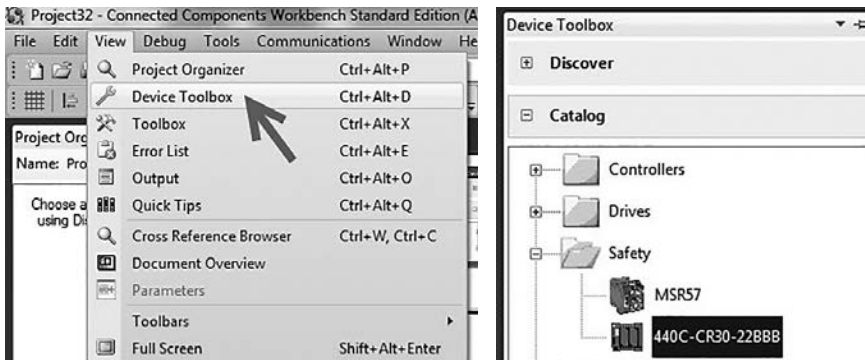 Project32 - Connected Components Workbench Standard Edition (A
File Edit View Debug Tools Communications Window He
Project Organizer Ctrl+Alt+P
Device Toolbox Ctrl+Alt+D
Toolbox Ctrl+Alt+X
Error List Ctrl+Alt+E
Output Ctrl+Alt+O
Quick Tips Ctrl+Alt+Q
Cross Reference Browser Ctrl+W, Ctrl+C
Document Overview
Parameters
Toolbars
Full Screen Shift+Alt+Enter
Project Org
Name: Pro
Choose a
using Di
Device Toolbox
Discover
Catalog
Controllers
Drives
Safety
MSR57
440C-CR30-22BBB